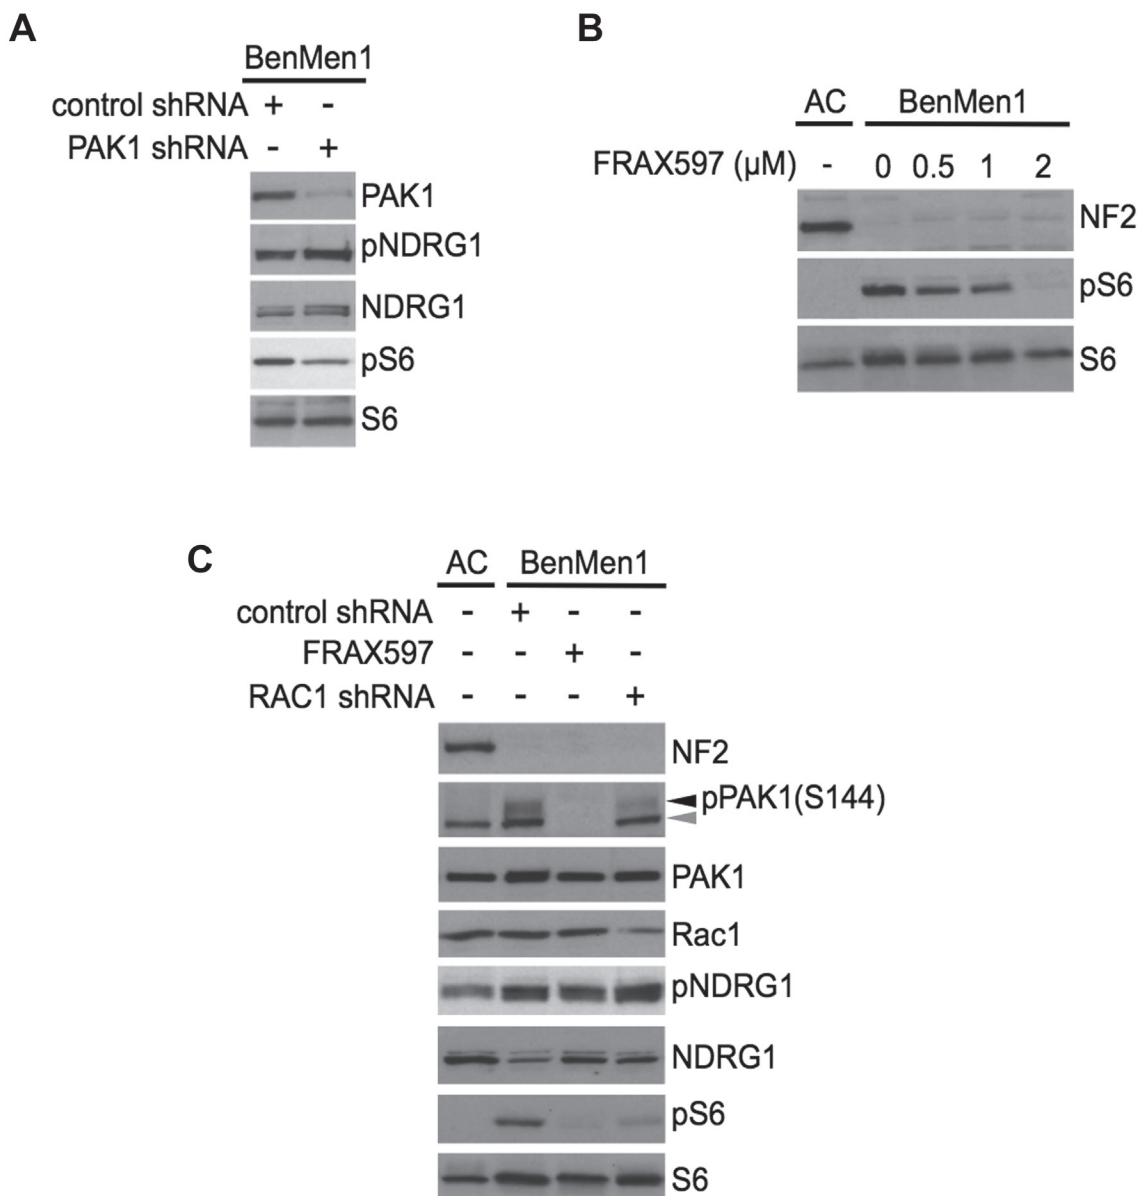 A
BenMen1
control shRNA + -
PAK1 shRNA - +
PAK1
pNDRG1
NDRG1
pS6
S6
B
AC BenMen1
FRAX597 (µM) - 0 0.5 1 2
NF2
pS6
S6
C
AC BenMen1
control shRNA - + - -
FRAX597 - - + -
RAC1 shRNA - - - +
NF2
pPAK1(S144)
PAK1
Rac1
pNDRG1
NDRG1
pS6
S6